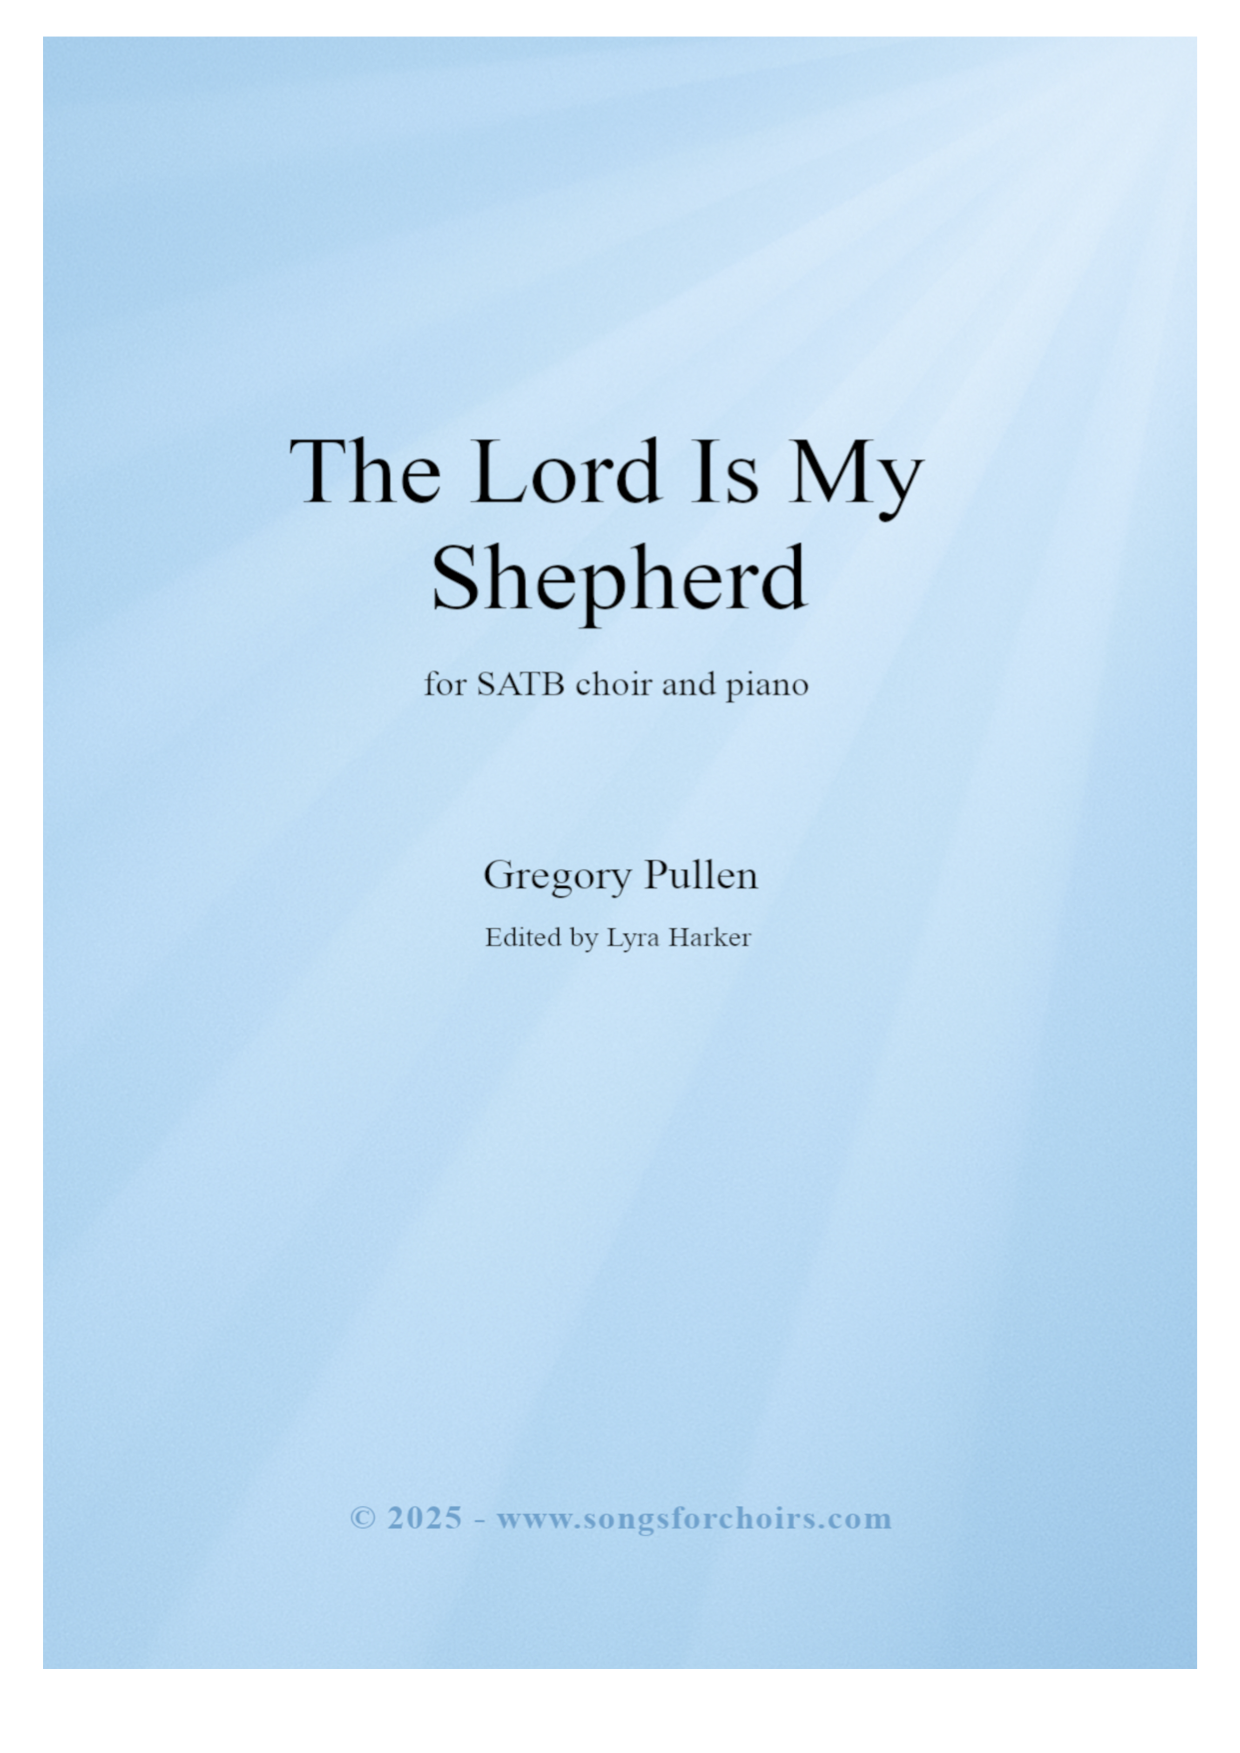 The Lord Is My
Shepherd
for SATB choir and piano
Gregory Pullen
Edited by Lyra Harker
© 2025 - www.songsforchoirs.com